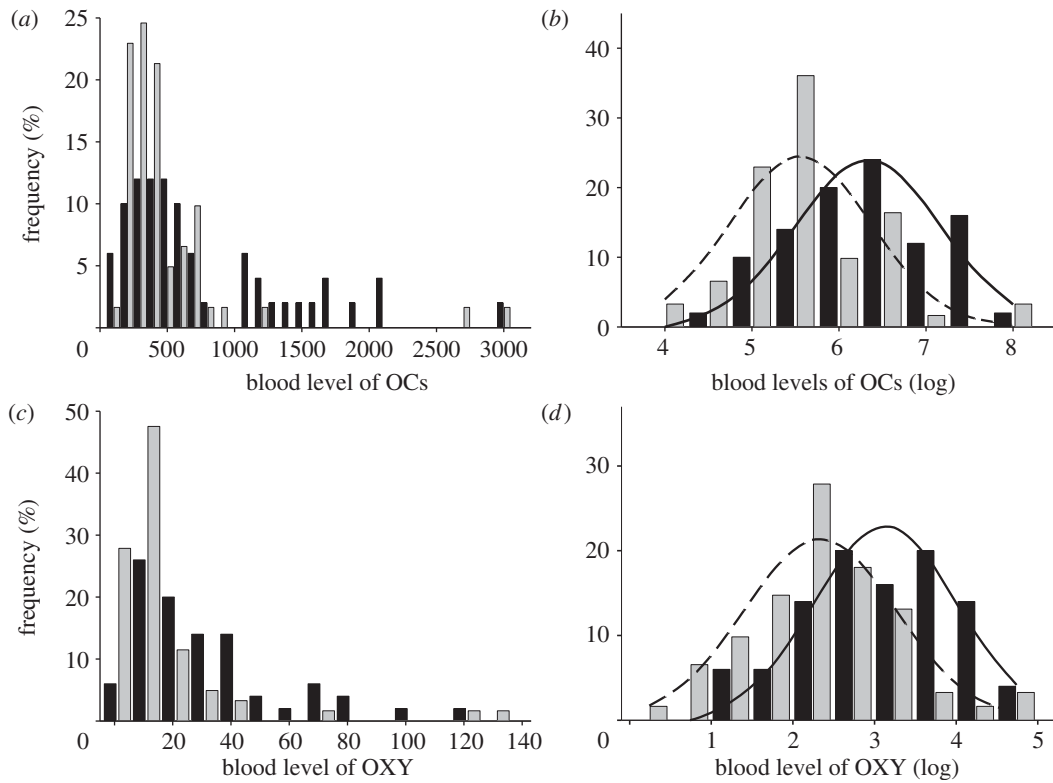 (a)
25
20
15
10
5
0
frequency (%)
500 1000 1500 2000 2500 3000
blood level of OCs
(b)
40
30
20
10
0
4 5 6 7 8
blood levels of OCs (log)
(c)
50
40
30
20
10
0
frequency (%)
20 40 60 80 100 120 140
blood level of OXY
(d)
30
20
10
0
1 2 3 4 5
blood level of OXY (log)